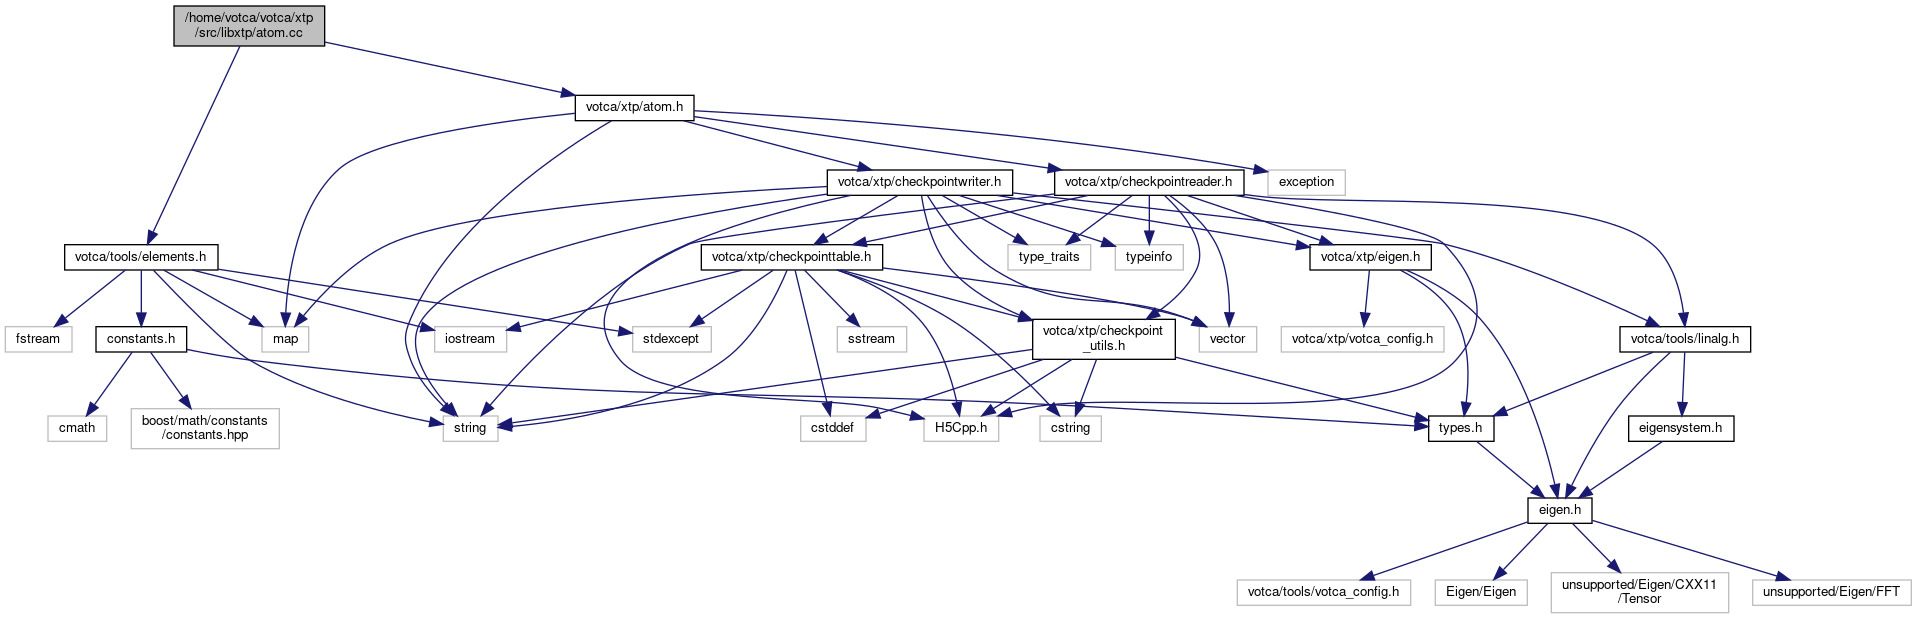 /home/votca/votca/xtp
/src/libxtp/atom.cc
votca/xtp/atom.h
votca/xtp/checkpointwriter.h
votca/xtp/checkpointreader.h
exception
votca/tools/elements.h
votca/xtp/checkpointtable.h
type_traits
typeinfo
votca/xtp/eigen.h
fstream
constants.h
map
iostream
stdexcept
sstream
votca/xtp/checkpoint
_utils.h
vector
votca/xtp/votca_config.h
votca/tools/linalg.h
cmath
boost/math/constants
/constants.hpp
string
cstddef
H5Cpp.h
cstring
types.h
eigensystem.h
eigen.h
votca/tools/votca_config.h
Eigen/Eigen
unsupported/Eigen/CXX11
/Tensor
unsupported/Eigen/FFT